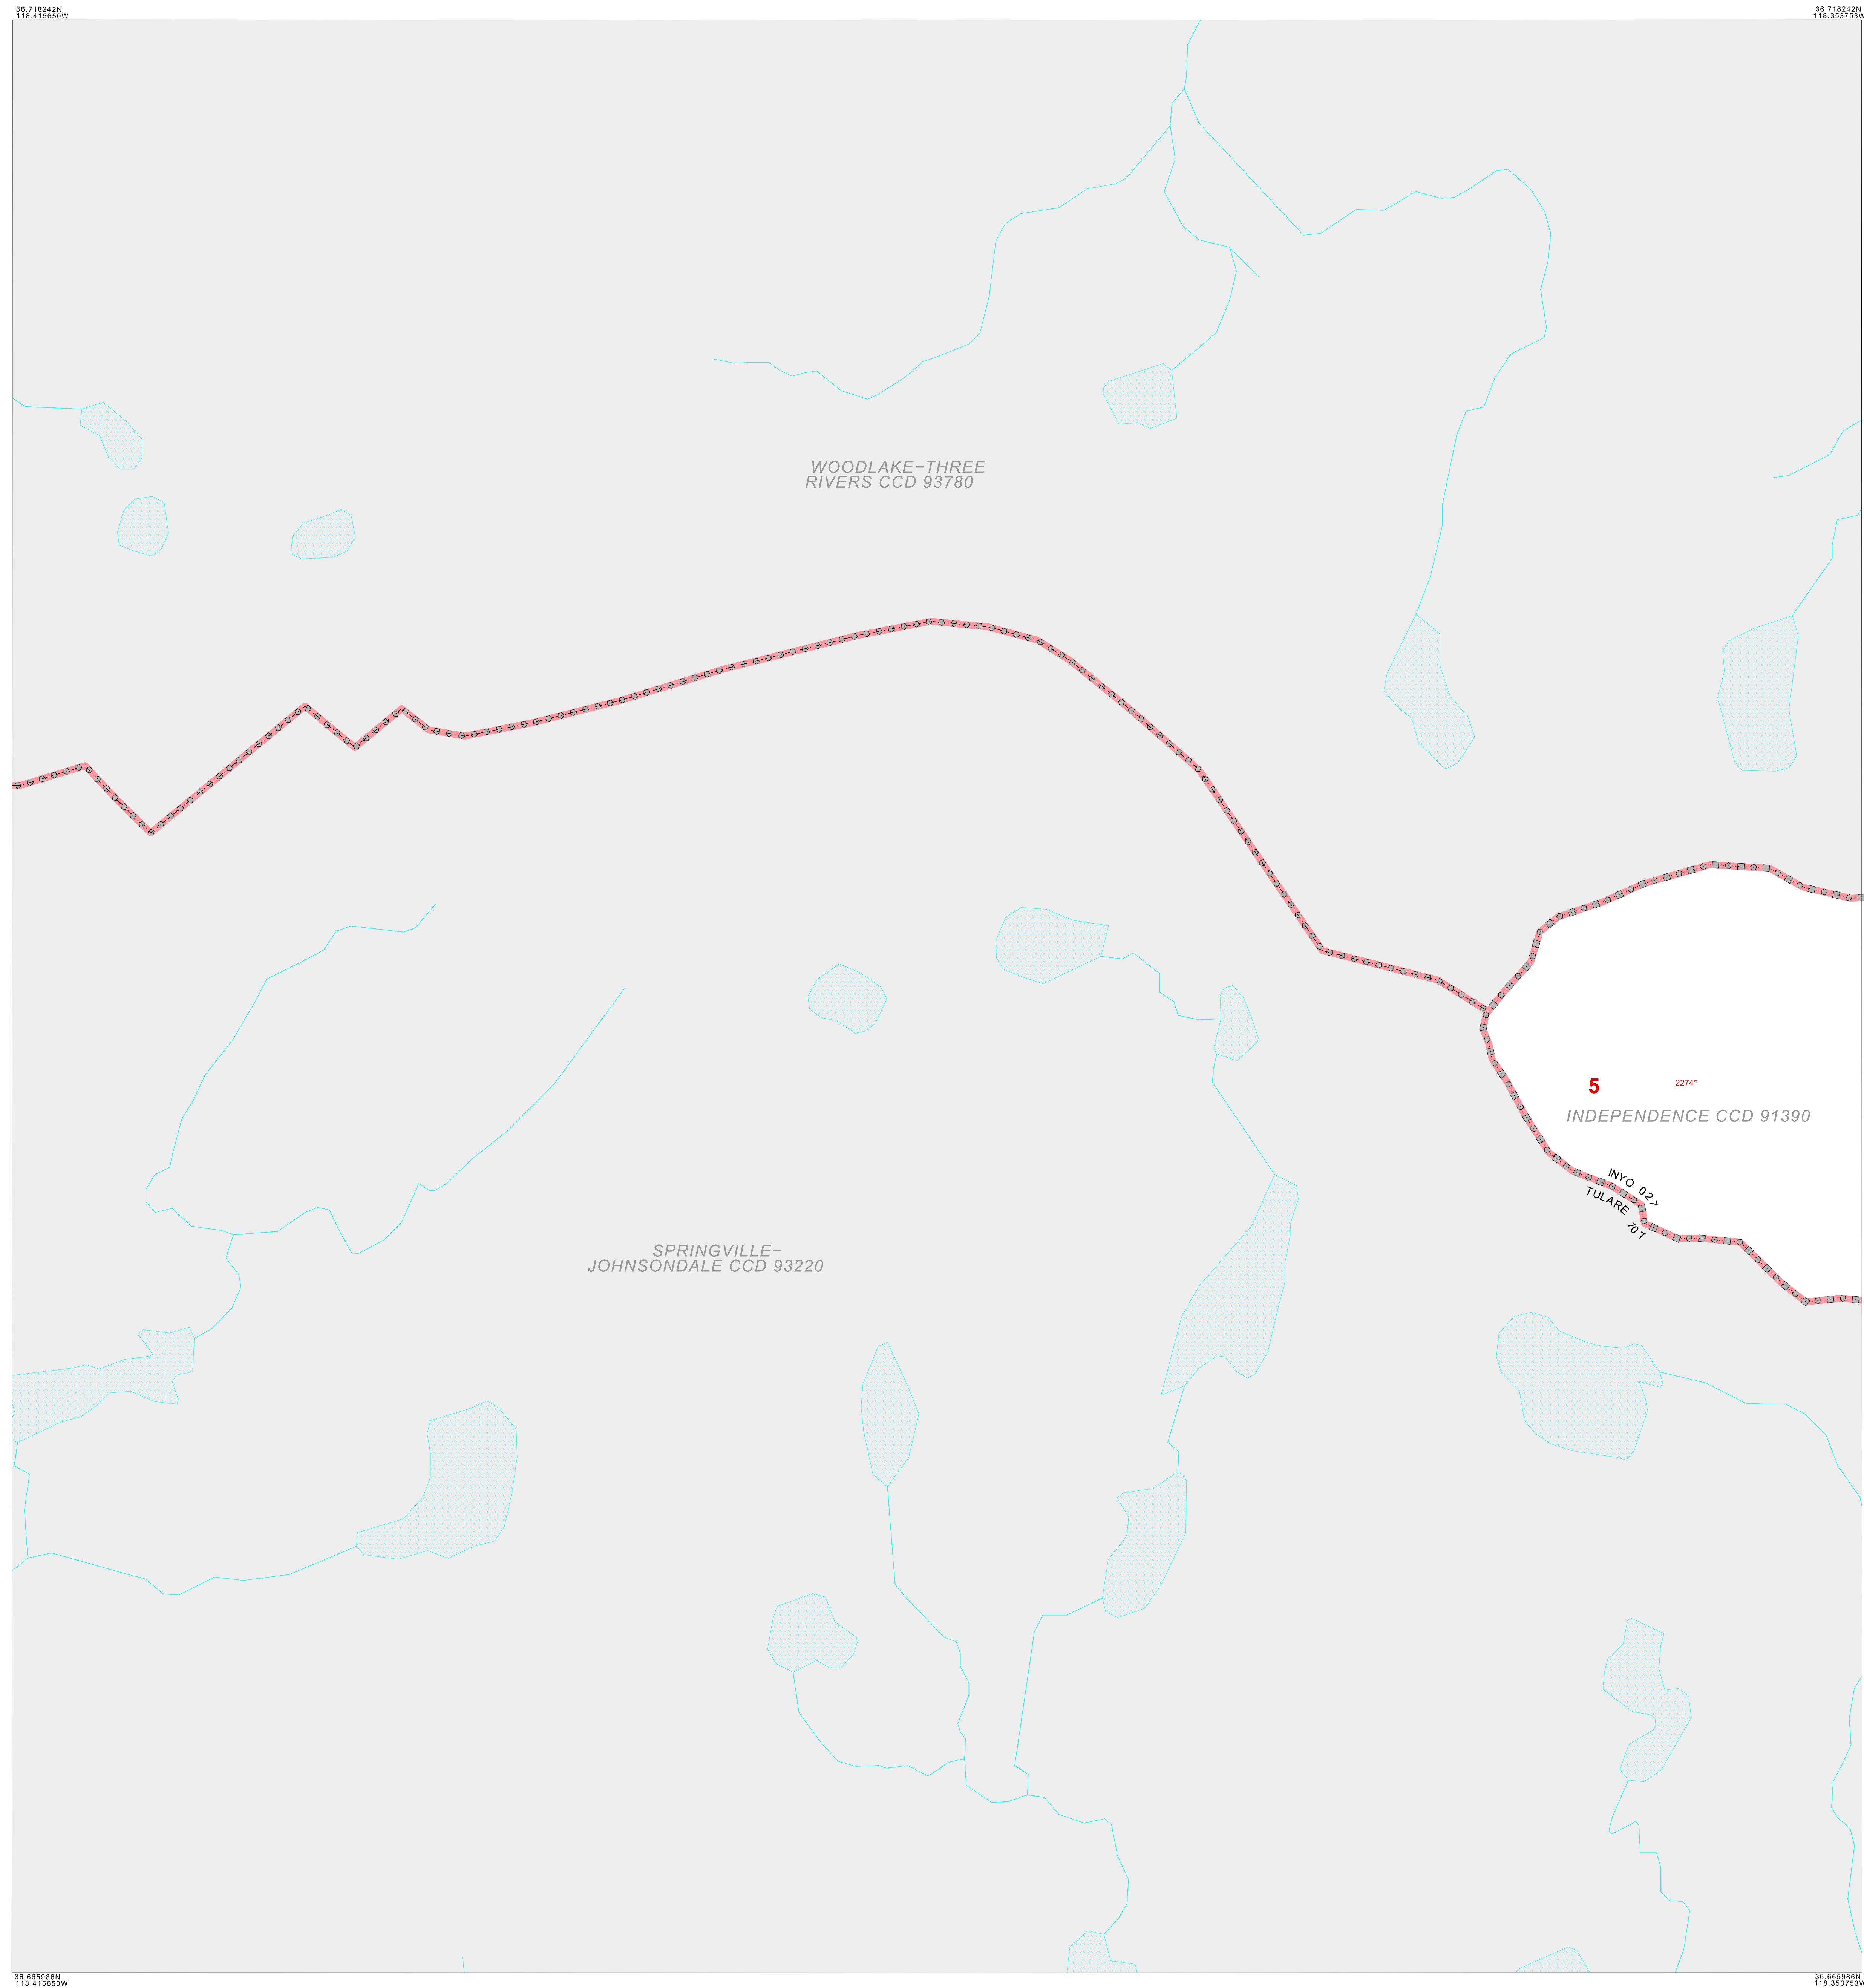 36.718242N
118.415650W
36.718242N
118.353753W
WOODLAKE-THREE
RIVERS CCD 93780
5
2274*
INDEPENDENCE CCD 91390
INYO 027
TULARE 107
SPRINGVILLE-
JOHNSONDALE CCD 93220
36.665986N
118.415650W
36.665986N
118.353753W